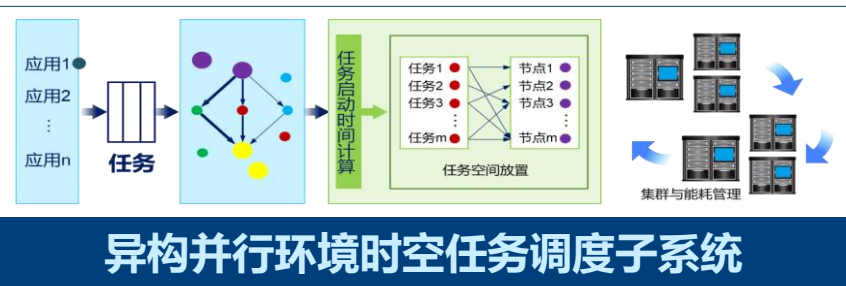 应用1
应用2
⋮
应用n
任务
任务启动时间计算
任务1
任务2
任务3
⋮
任务m
节点1
节点2
节点3
⋮
节点m
任务空间放置
集群与能耗管理
异构并行环境时空任务调度子系统